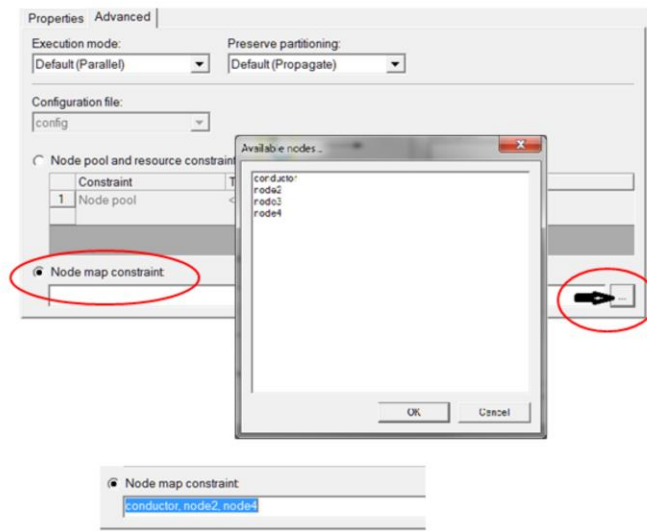 Properties Advanced
Execution mode: Preserve partitioning:
Default (Parallel) Default (Propagate)
Configuration file:
config
Available nodes...
Node pool and resource constraint
Constraint T
1 Node pool <
conductor
node2
node3
node4
Node map constraint:
...
OK Cancel
Node map constraint:
conductor, node2, node4